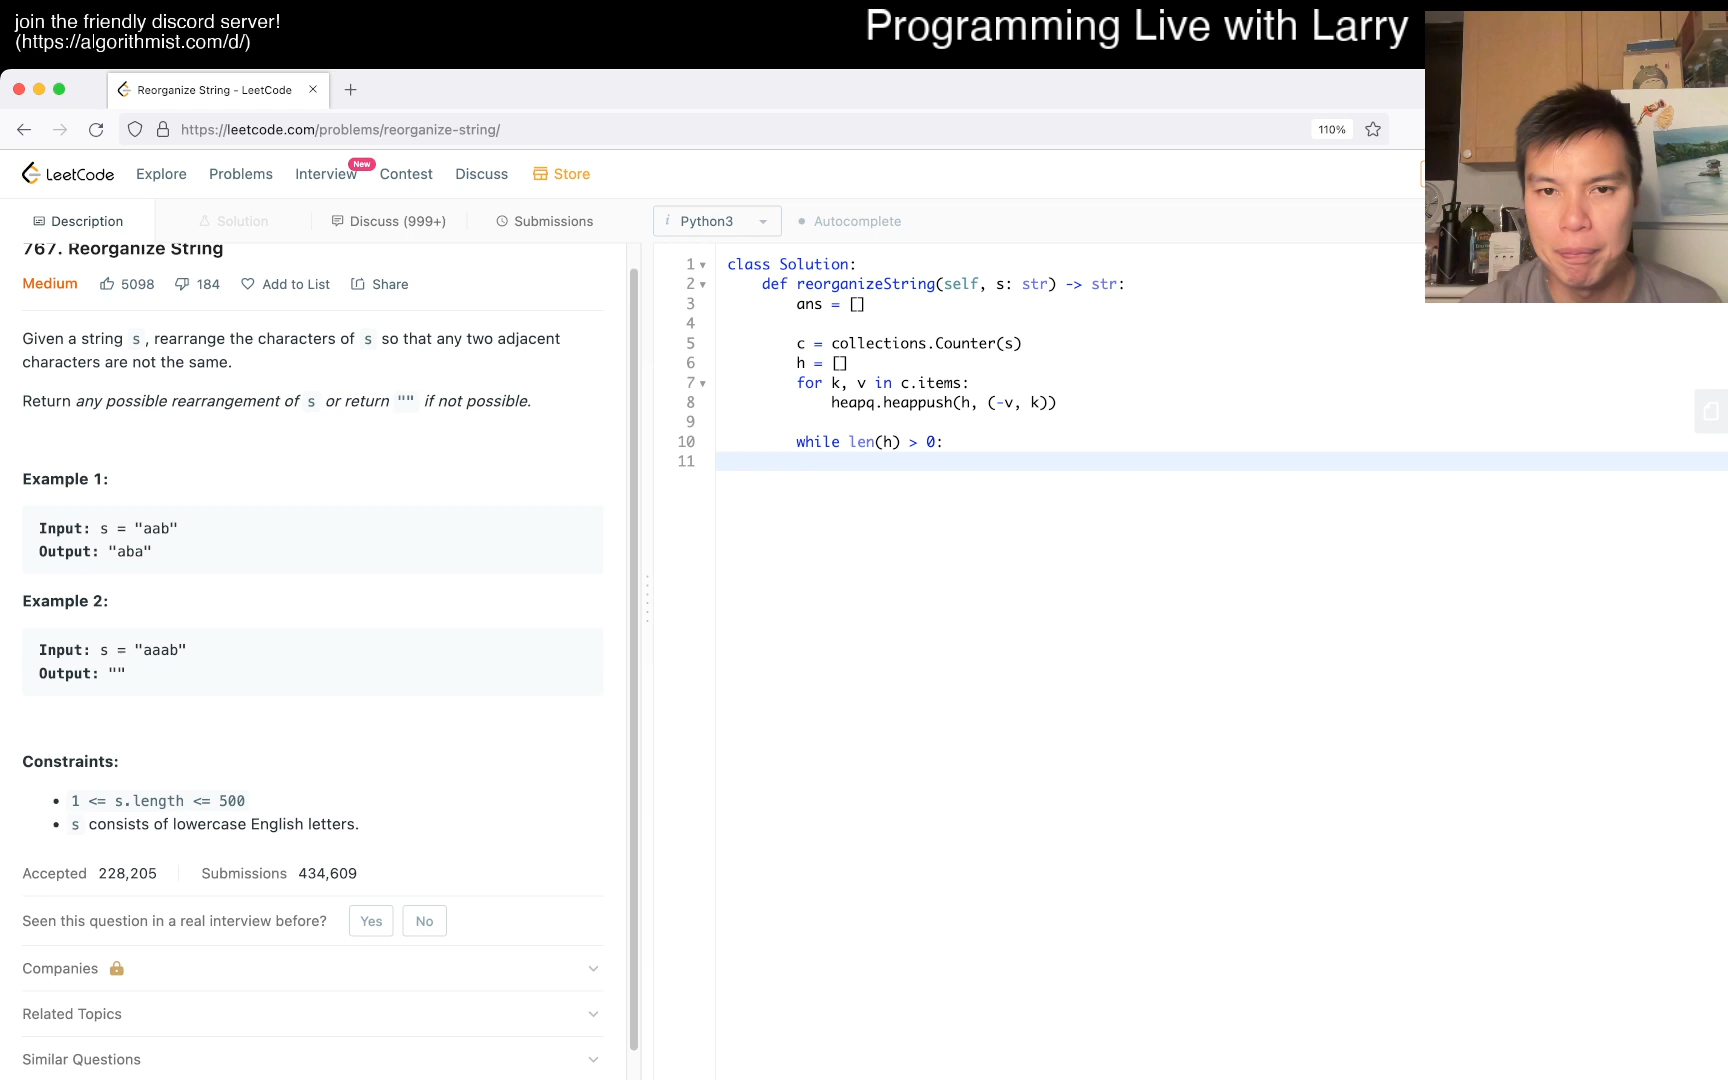 join the friendly discord server!
(https://algorithmist.com/d/)
Programming Live with Larry
Reorganize String - LeetCode
https://leetcode.com/problems/reorganize-string/
110%
LeetCode
Explore
Problems
Interview
New
Contest
Discuss
Store
Description
Solution
Discuss (999+)
Submissions
i Python3
Autocomplete
767. Reorganize String
Medium
5098
184
Add to List
Share
Given a string s, rearrange the characters of s so that any two adjacent
characters are not the same.
Return any possible rearrangement of s or return "" if not possible.
Example 1:
Input: s = "aab"
Output: "aba"
Example 2:
Input: s = "aaab"
Output: ""
Constraints:
• 1 <= s.length <= 500
• s consists of lowercase English letters.
Accepted 228,205
Submissions 434,609
Seen this question in a real interview before?
Yes
No
Companies
Related Topics
Similar Questions
1 class Solution:
2     def reorganizeString(self, s: str) -> str:
3         ans = []
4
5         c = collections.Counter(s)
6         h = []
7         for k, v in c.items:
8             heapq.heappush(h, (-v, k))
9
10         while len(h) > 0:
11